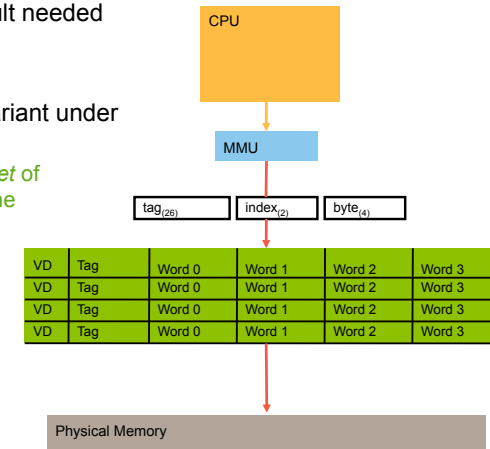 ult needed
ariant under
et of
ne
CPU
MMU
tag(26) index(2) byte(4)
VD Tag Word 0 Word 1 Word 2 Word 3
VD Tag Word 0 Word 1 Word 2 Word 3
VD Tag Word 0 Word 1 Word 2 Word 3
VD Tag Word 0 Word 1 Word 2 Word 3
Physical Memory